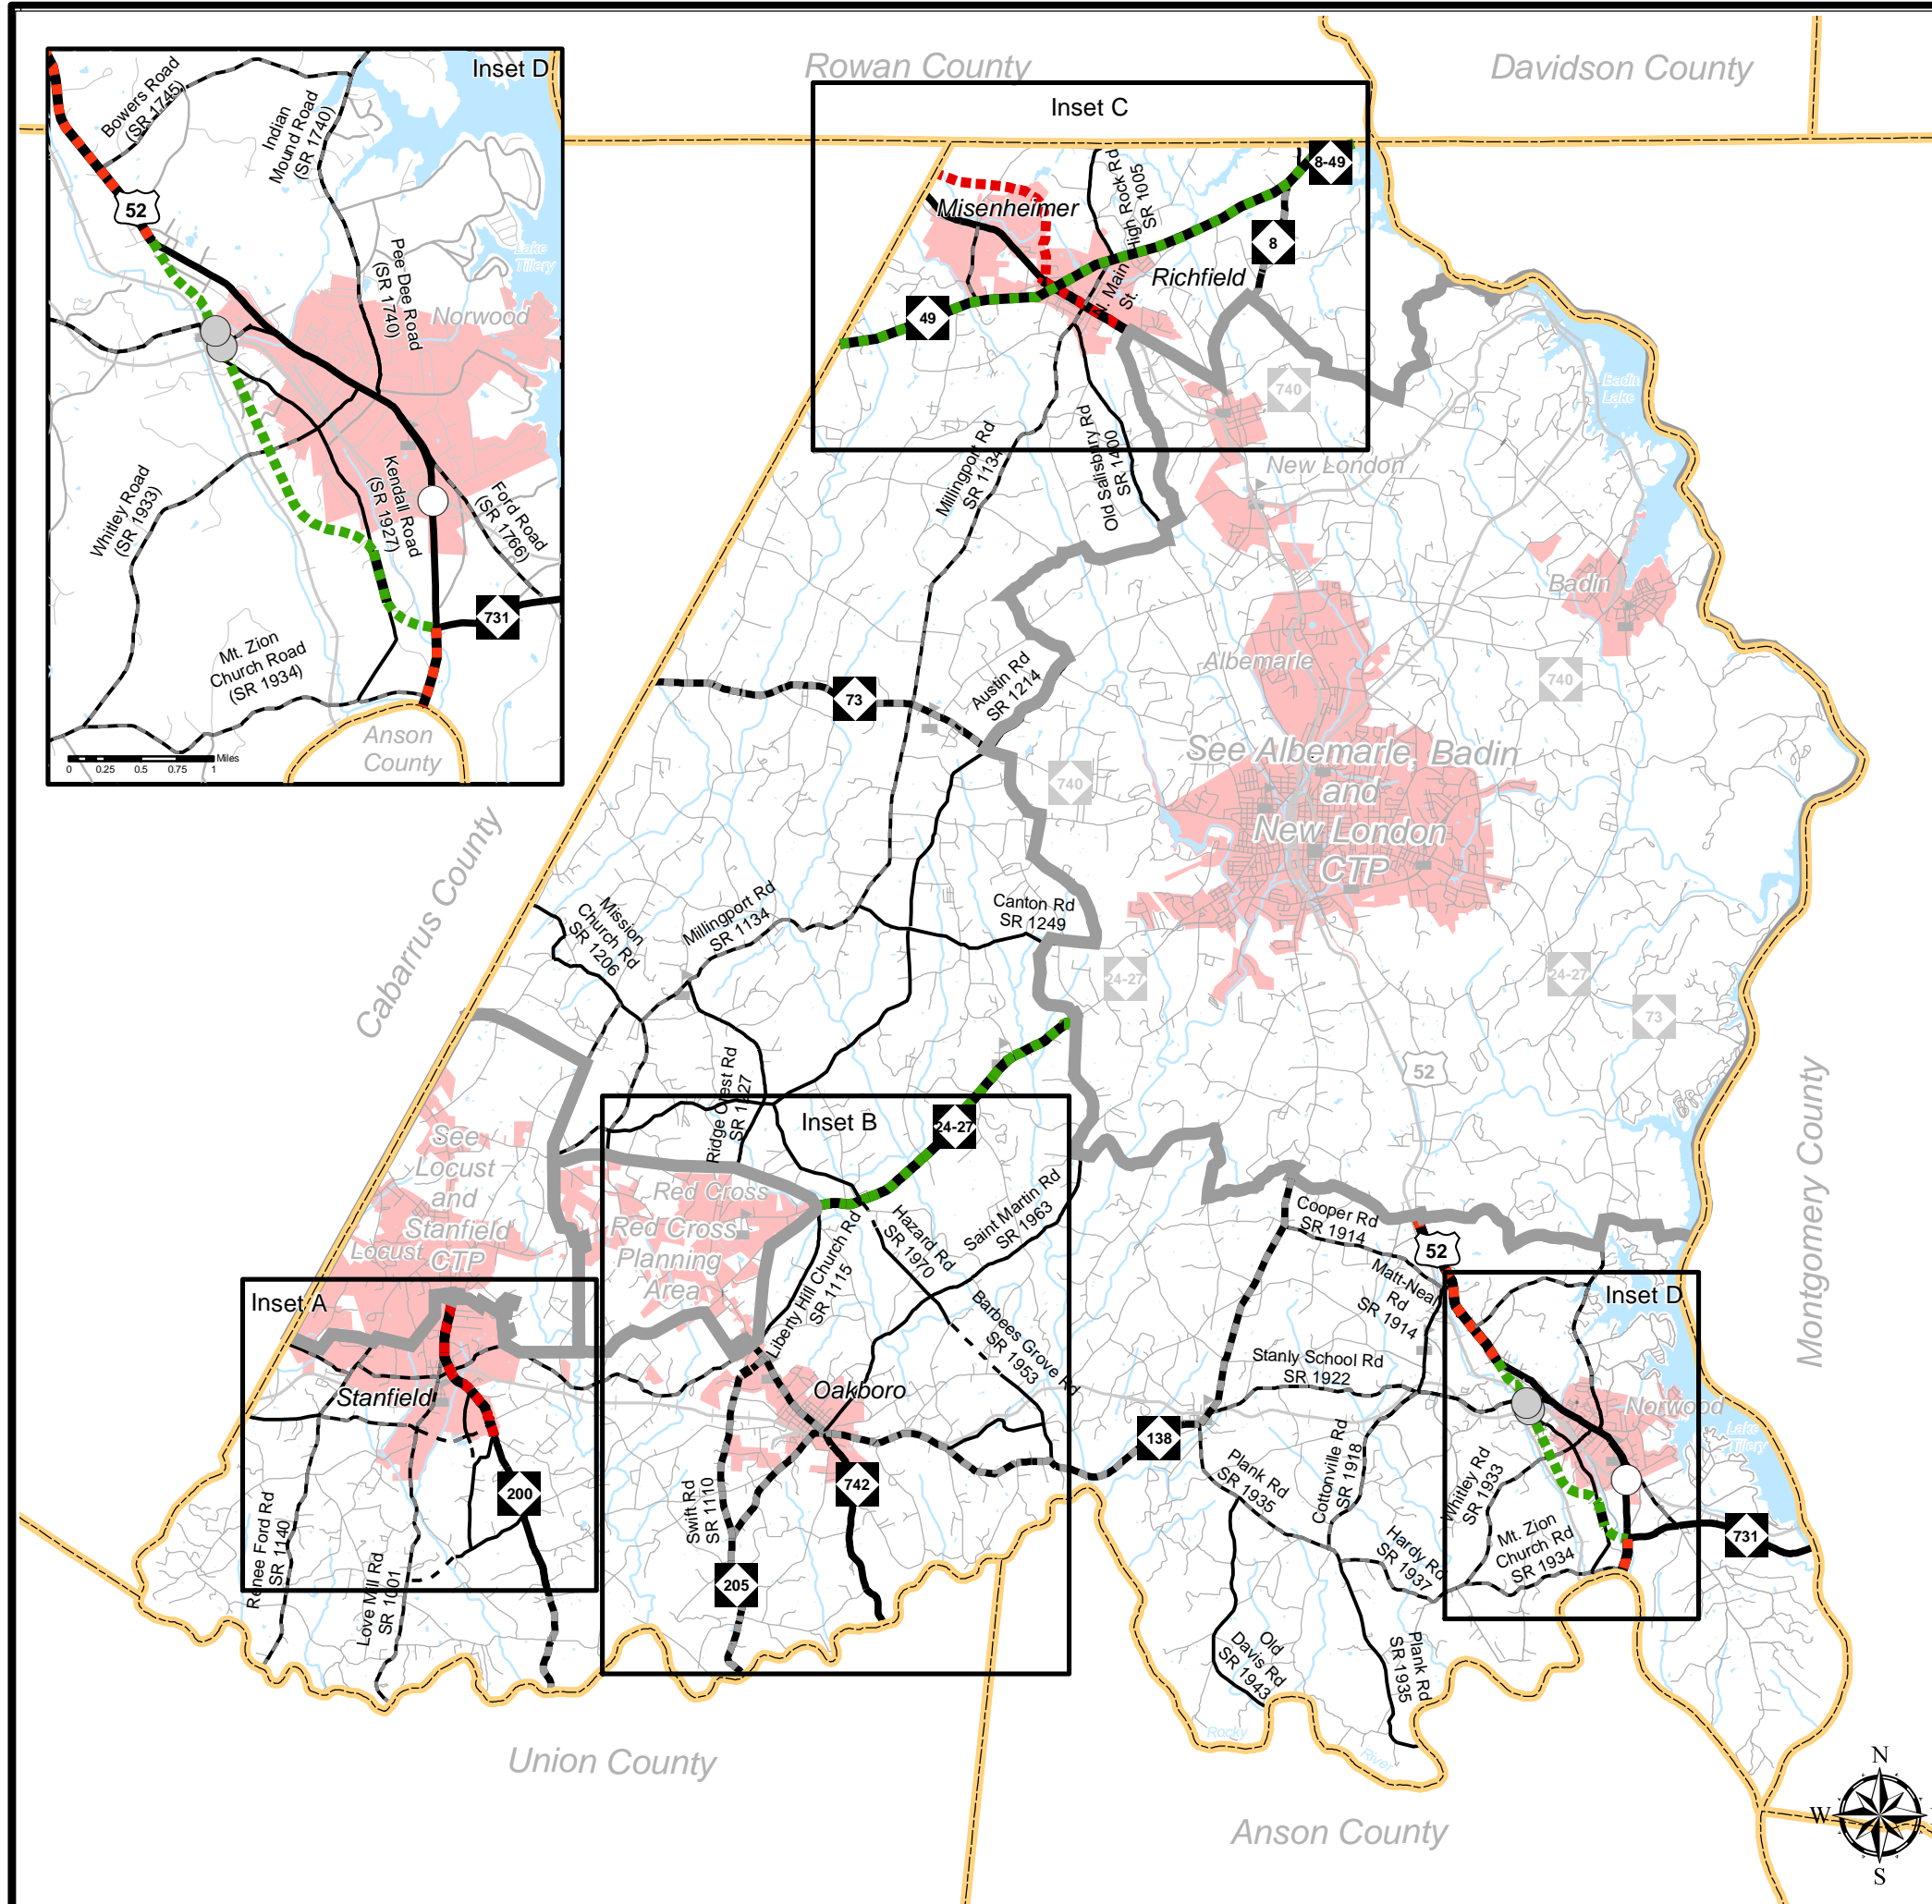 Rowan County
Davidson County
Inset D
Bowers Road
(SR 1745)
Indian
Mound Road
(SR 1740)
52
Pee Dee Road
(SR 1740)
Lake
Tillery
Norwood
Whitley Road
(SR 1933)
Kendall Road
(SR 1927)
Ford Road
(SR 1766)
731
Mt. Zion
Church Road
(SR 1934)
Anson
County
0 0.25 0.5 0.75 1 Miles
Inset C
8-49
Misenheimer
High Rock Rd
SR 1005
8
Richfield
N. Main
St.
49
740
Badin
Lake
New London
Millingport Rd
SR 1134
Old Salisbury Rd
SR 1400
Badin
Albemarle
740
Austin Rd
SR 1214
73
See Albemarle, Badin
and
New London
CTP
740
Cabarrus County
Mission
Church Rd
SR 1206
Millingport Rd
SR 1134
Canton Rd
SR 1249
24-27
24-27
73
52
Montgomery County
Ridge Crest Rd
SR 1227
Inset B
24-27
See
Locust
and
Stanfield
CTP
Locust
Red Cross
Red Cross
Planning
Area
Liberty Hill Church Rd
SR 1115
Hazard Rd
SR 1970
Saint Martin Rd
SR 1963
Barbees Grove Rd
SR 1953
Cooper Rd
SR 1914
52
Matt-Neal
Rd
SR 1914
Inset D
Inset A
Stanfield
Oakboro
Stanly School Rd
SR 1922
Norwood
Lake
Tillery
138
200
742
Swift Rd
SR 1110
205
Renee Ford Rd
SR 1140
Love Mill Rd
SR 1001
Plank Rd
SR 1935
Cottonville Rd
SR 1918
Whitley Rd
SR 1933
Mt. Zion
Church Rd
SR 1934
Hardy Rd
SR 1937
731
Old
Davis Rd
SR 1943
Plank Rd
SR 1935
Rocky
River
Union County
Anson County
N
W
S